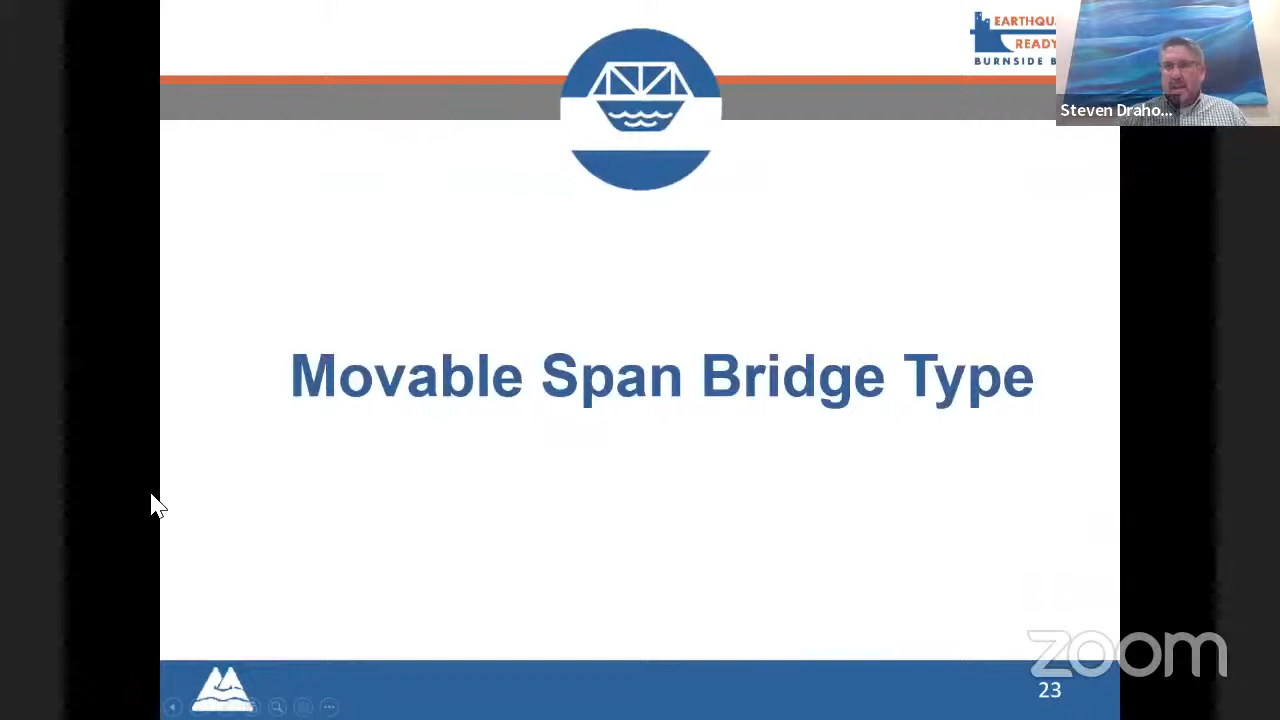 EARTHQUA
READY
BURNSIDE B
Steven Draho...
Movable Span Bridge Type
zoom
23